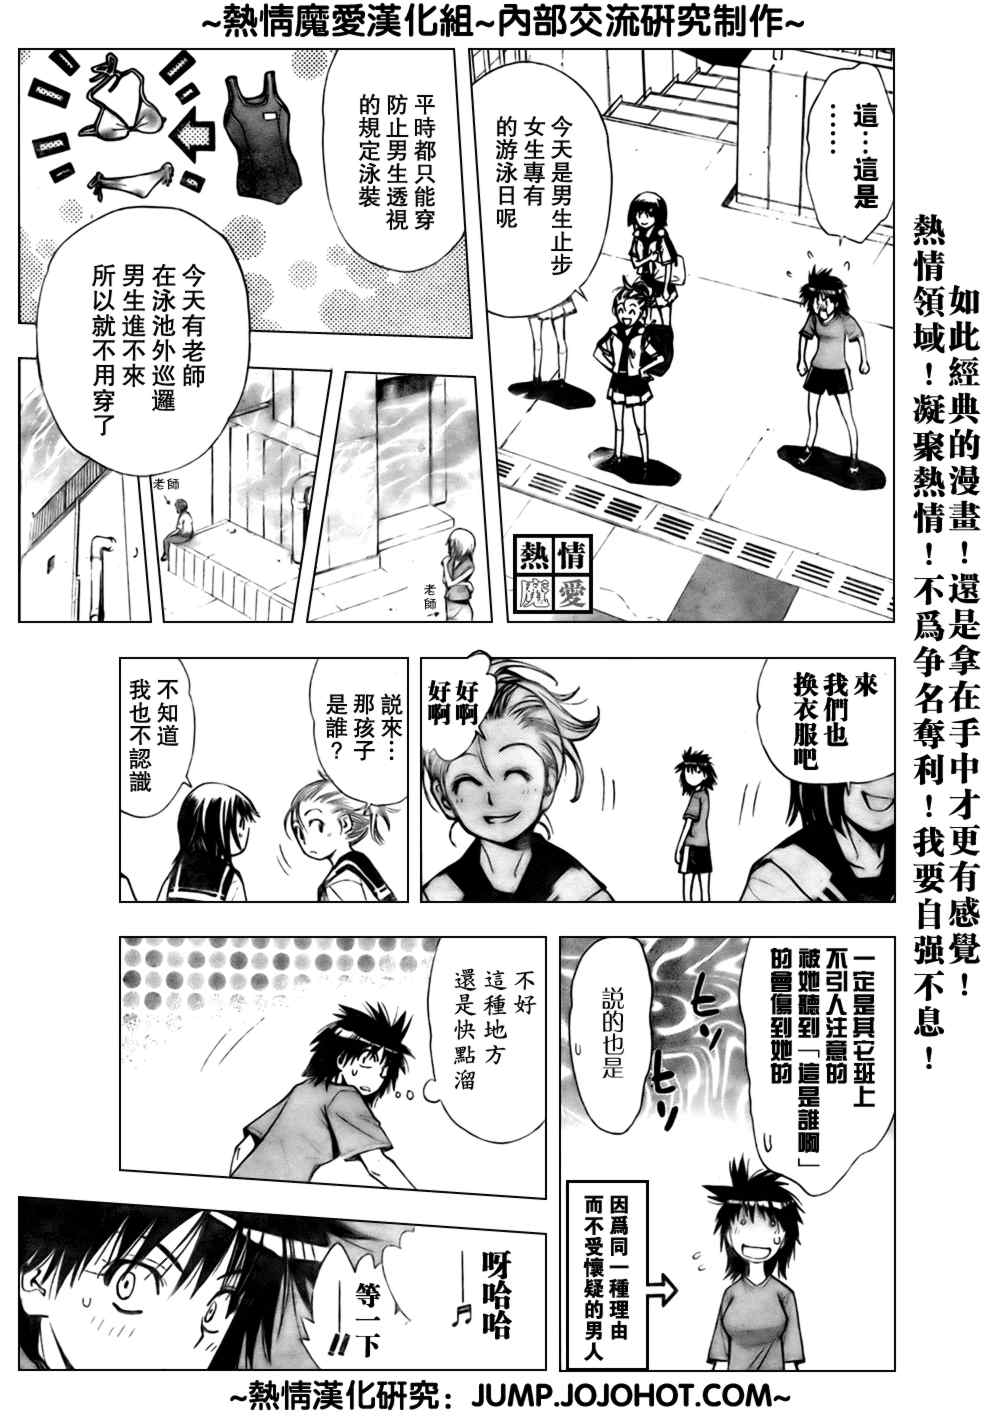 ~熱情魔愛漢化組~內部交流研究制作~
這…這是
……
今天是男生止步
女生專有
的游泳日呢
平時都只能穿
防止男生透視
的規定泳裝
今天有老師
在泳池外巡邏
男生進不來
所以就不用穿了
老師
老師
熱情
魔愛
如此經典的漫畫！還是拿在手中才更有感覺！
熱情領域！凝聚熱情！不爲争名奪利！我要自强不息！
來
我們也
换衣服吧
好啊
好啊
説來…
那孩子
是誰？
不知道
我也不認識
一定是其它班上
不引人注意的
被她聽到「這是誰啊」
的會傷到她的
ヒソ
ヒソ
説的也是
因爲同一種理由
而不受懷疑的男人
不好
這種地方
還是快點溜
呀哈哈
等一下
~熱情漢化研究：JUMP.JOJOHOT.COM~